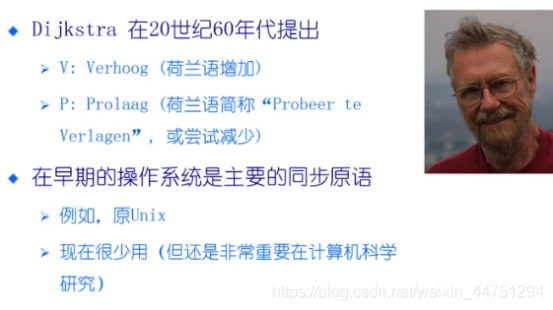 Dijkstra 在20世纪60年代提出
V: Verhoog (荷兰语增加)
P: Prolaag (荷兰语简称“Probeer te
Verlagen”, 或尝试减少)
在早期的操作系统是主要的同步原语
例如, 原Unix
现在很少用 (但还是非常重要在计算机科学
研究)
https://blog.csdn.net/weixin_44751294